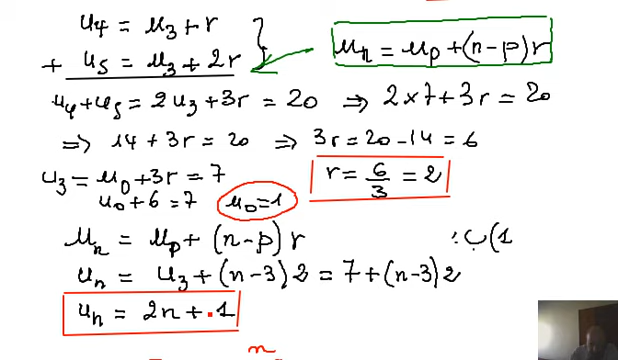 u₄ = u₃ + r
+ u₅ = u₃ + 2r
uₙ = uₚ + (n-p)r
u₄+u₅ = 2u₃+3r = 20 ⟹ 2×7+3r = 20
⟹ 14+3r = 20 ⟹ 3r = 20-14 = 6
u₃ = u₀+3r = 7
r = 6/3 = 2
u₀+6 = 7 u₀=1
uₙ = uₚ + (n-p)r
1)ب:
uₙ = u₃ + (n-3)2 = 7+(n-3)2
uₙ = 2n + .1
n